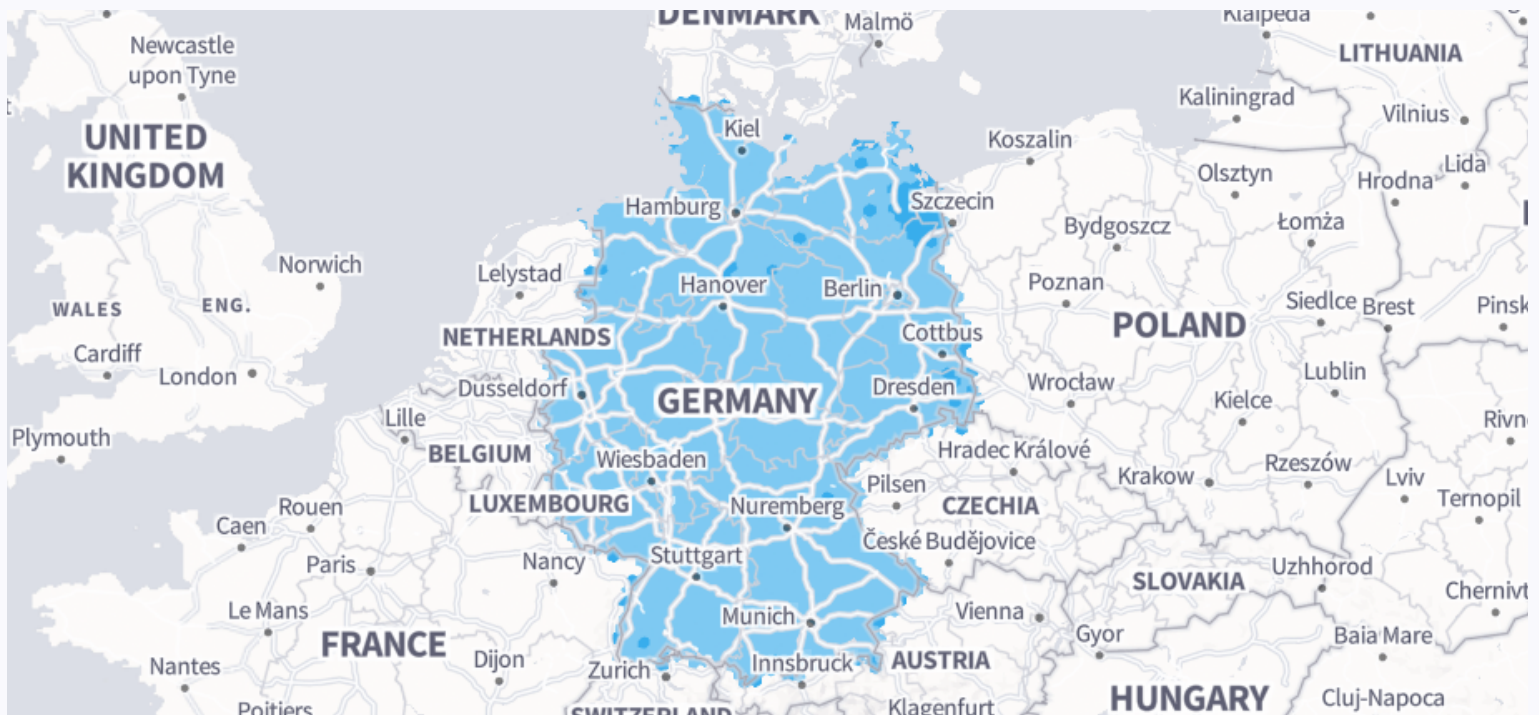 DENMARK
Malmö
Klaipėda
Newcastle
upon Tyne
LITHUANIA
Kaliningrad
Vilnius
UNITED
KINGDOM
Kiel
Koszalin
Olsztyn
Lida
Hrodna
Hamburg
Szczecin
Bydgoszcz
Łomża
Norwich
Lelystad
Hanover
Berlin
Poznan
WALES
ENG.
Siedlce
Brest
Pinsk
NETHERLANDS
Cottbus
POLAND
Cardiff
London
Dusseldorf
GERMANY
Dresden
Wrocław
Lublin
Lille
Kielce
Plymouth
BELGIUM
Wiesbaden
Hradec Králové
Rivn
Krakow
Rzeszów
Lviv
LUXEMBOURG
Pilsen
CZECHIA
Ternopil
Rouen
Caen
Nuremberg
České Budějovice
Paris
Nancy
Stuttgart
SLOVAKIA
Uzhhorod
Chernivt
Le Mans
Munich
Vienna
FRANCE
Gyor
Baia Mare
Nantes
Dijon
Zurich
Innsbruck
AUSTRIA
HUNGARY
Cluj-Napoca
Poitiers
SWITZERLAND
Klagenfurt